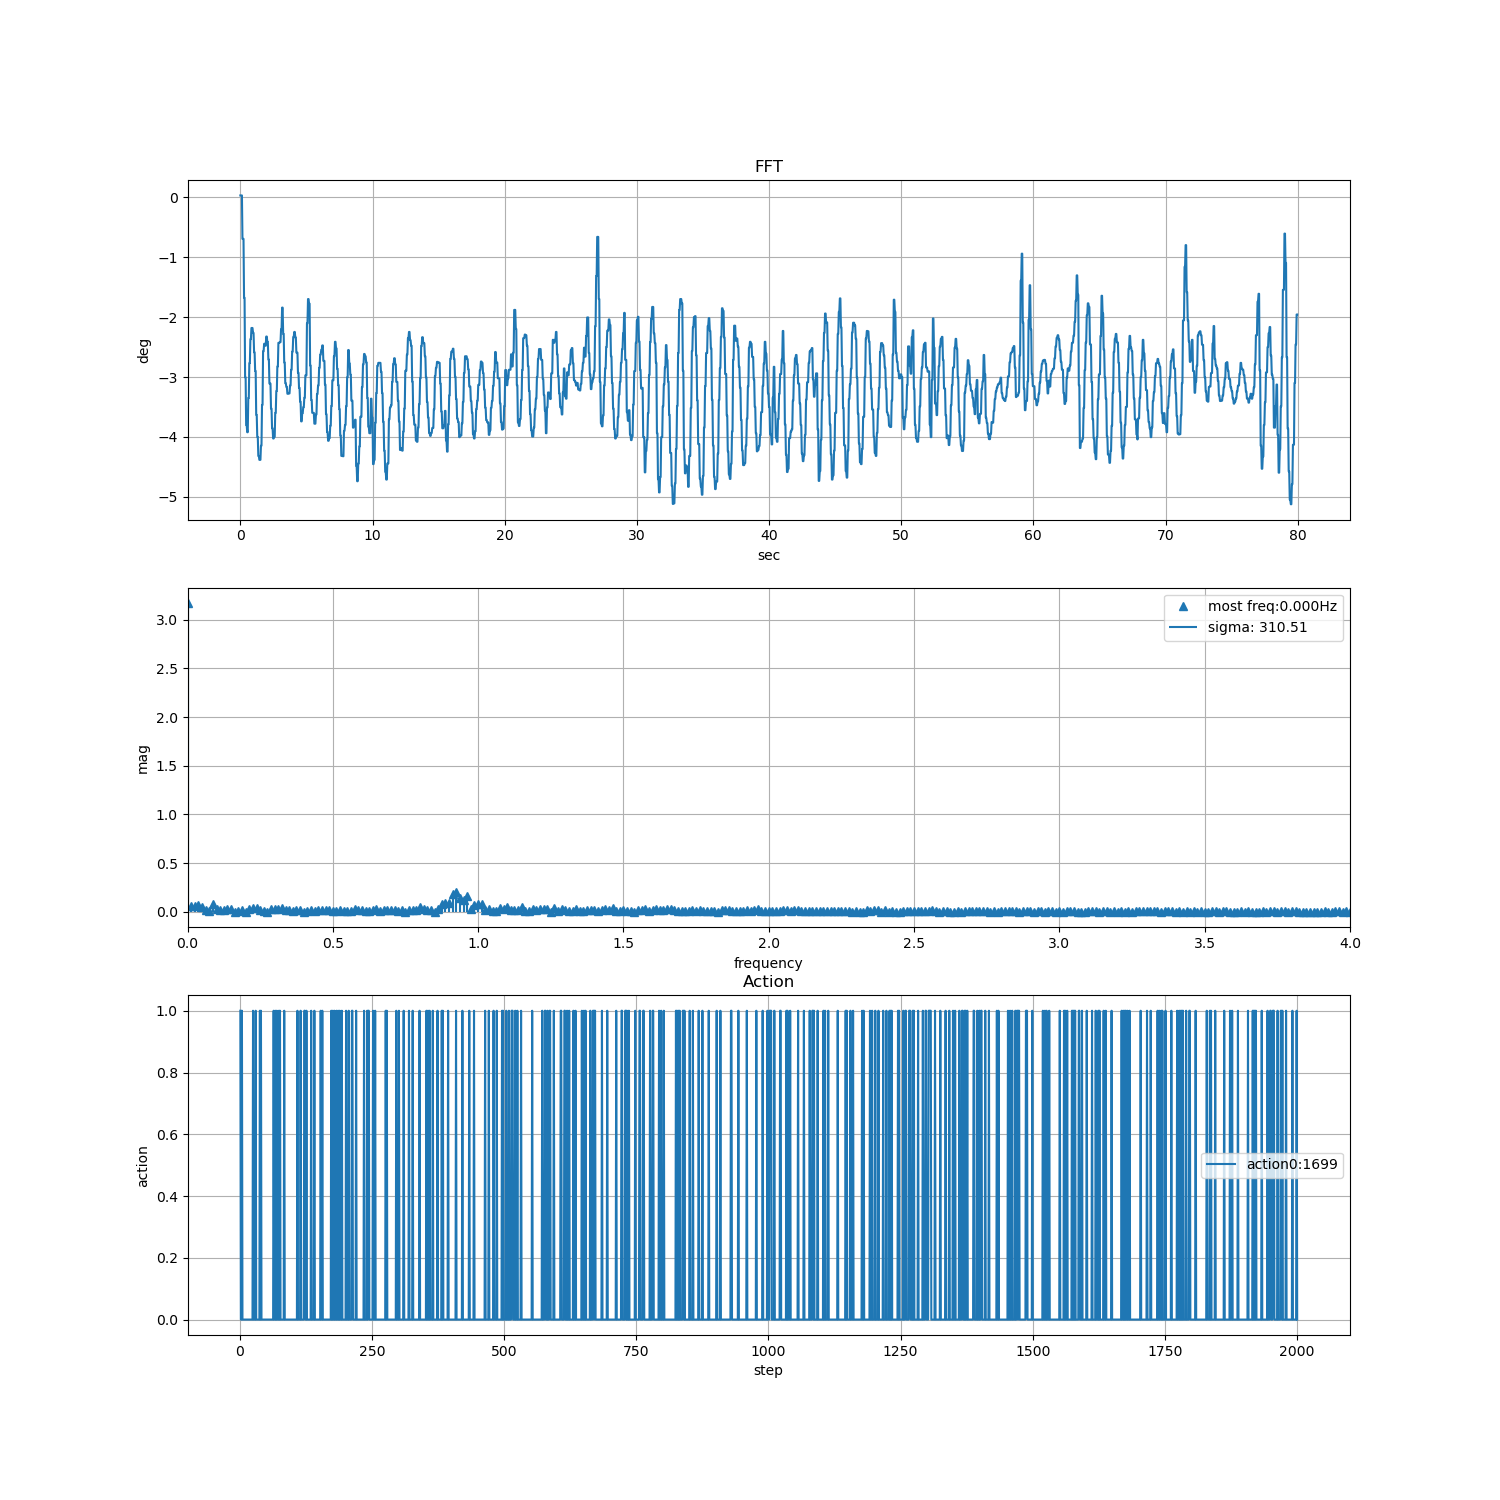 FFT
0
−1
−2
−3
−4
−5
deg
0 10 20 30 40 50 60 70 80
sec
most freq:0.000Hz
sigma: 310.51
3.0
2.5
2.0
1.5
1.0
0.5
0.0
mag
0.0 0.5 1.0 1.5 2.0 2.5 3.0 3.5 4.0
frequency
Action
1.0
0.8
0.6
0.4
0.2
0.0
action
action0:1699
0 250 500 750 1000 1250 1500 1750 2000
step